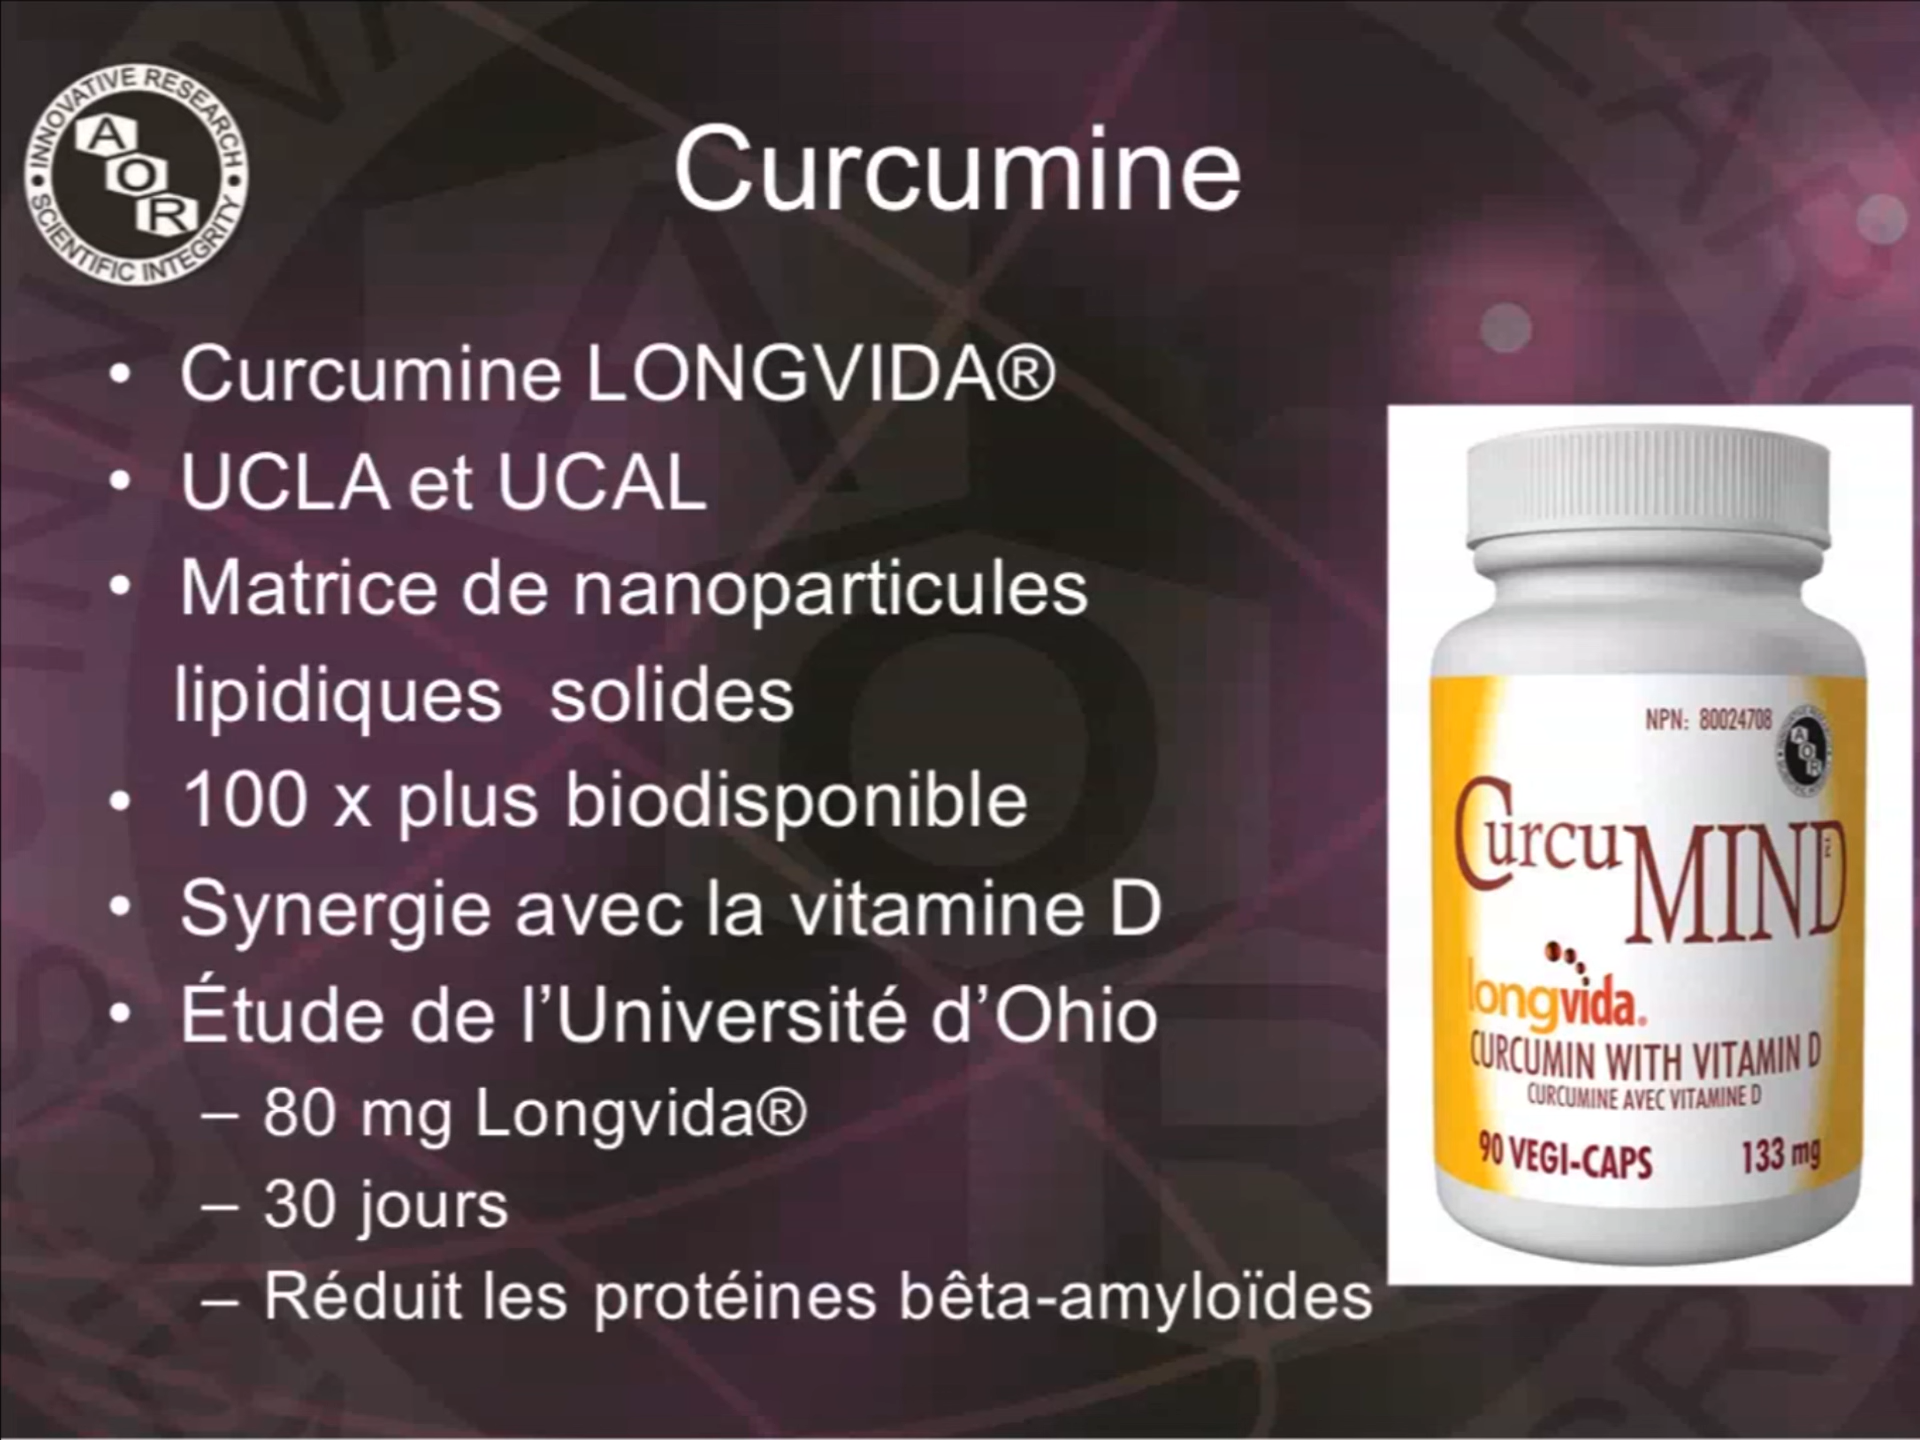 INNOVATIVE RESEARCH
AOR
SCIENTIFIC INTEGRITY
Curcumine
• Curcumine LONGVIDA®
• UCLA et UCAL
• Matrice de nanoparticules
lipidiques solides
• 100 x plus biodisponible
• Synergie avec la vitamine D
• Étude de l’Université d’Ohio
– 80 mg Longvida®
– 30 jours
– Réduit les protéines bêta-amyloïdes
NPN: 80024708
AOR
CurcuMIND
longvida.
CURCUMIN WITH VITAMIN D
CURCUMINE AVEC VITAMINE D
90 VEGI-CAPS 133 mg